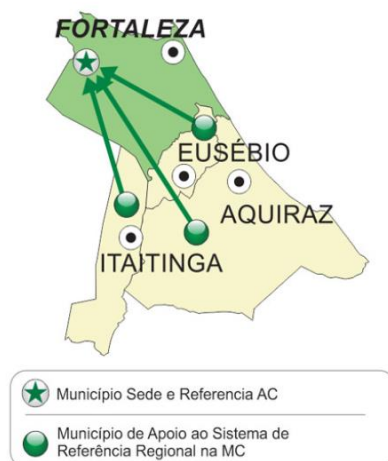 FORTALEZA
EUSÉBIO
AQUIRAZ
ITAITINGA
Município Sede e Referencia AC
Município de Apoio ao Sistema de
Referência Regional na MC